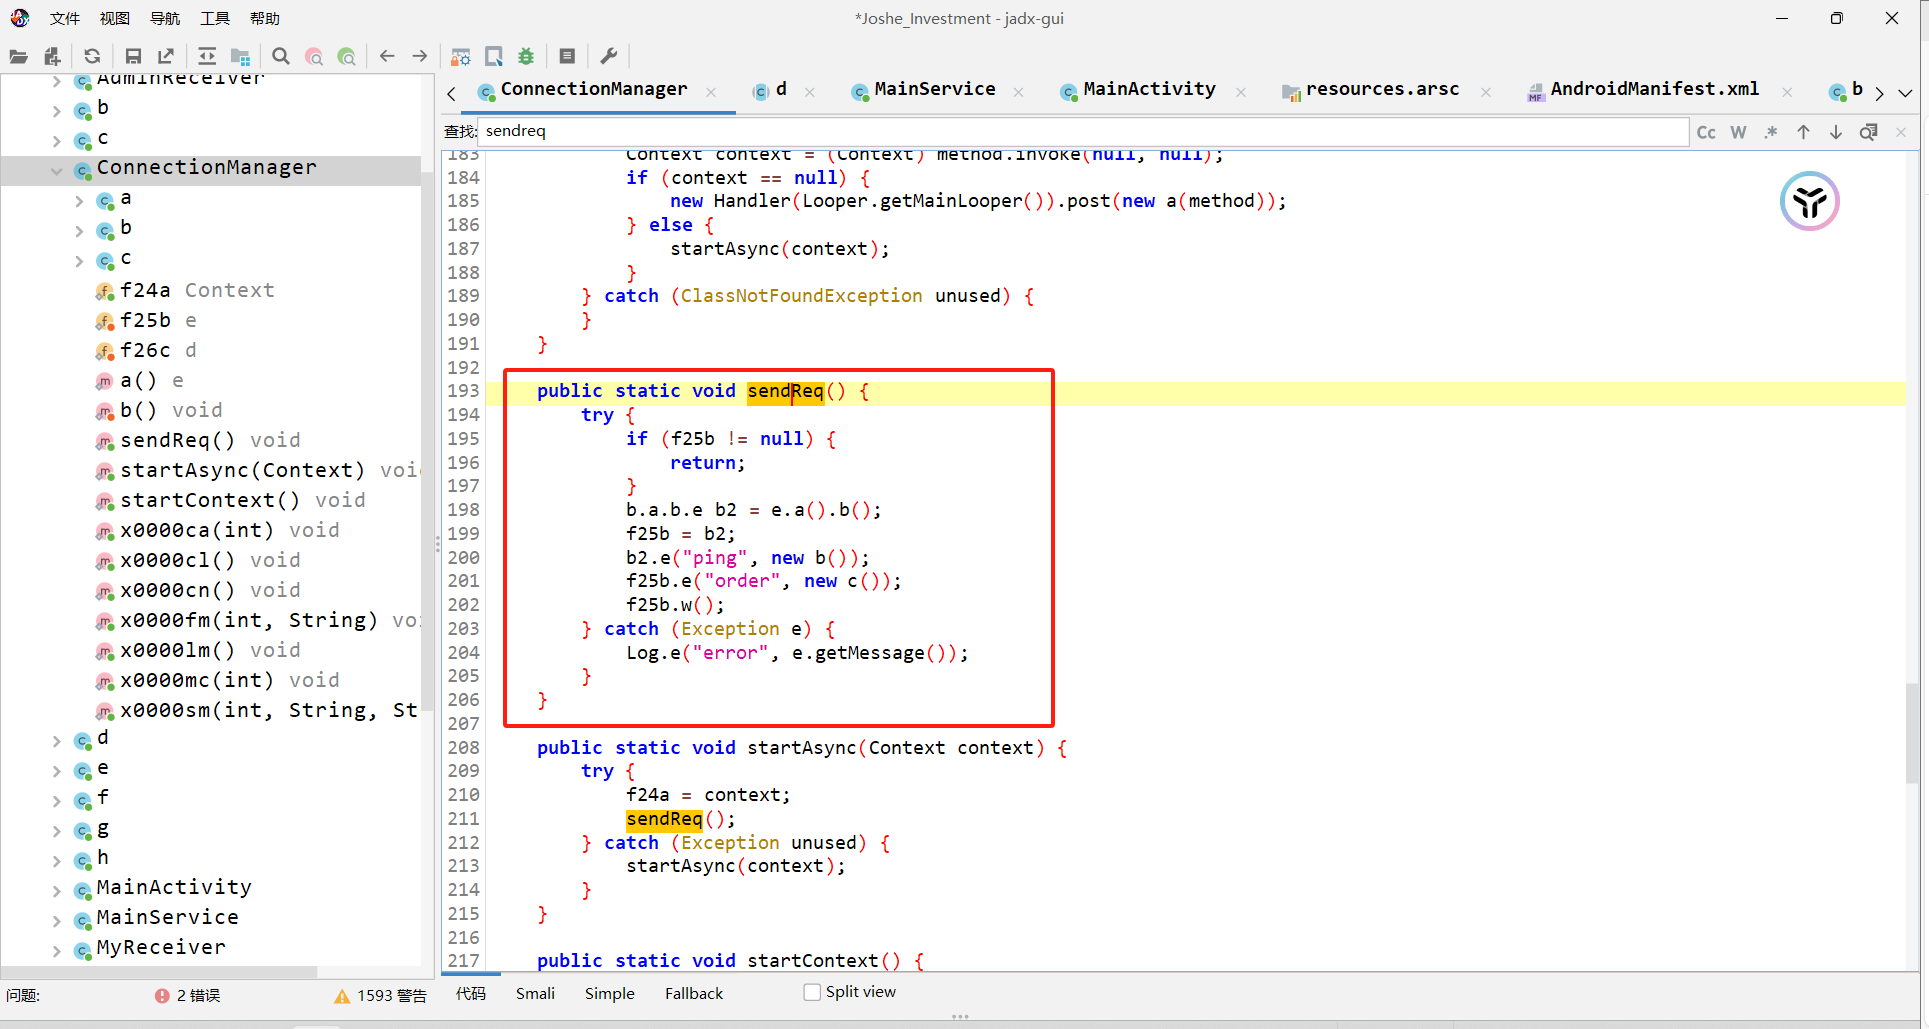 文件 视图 导航 工具 帮助 *Joshe_Investment - jadx-gui
ConnectionManager d MainService MainActivity resources.arsc AndroidManifest.xml b
查找: sendreq Cc W .*
AdminReceiver
b
c
ConnectionManager
a
b
c
f24a Context
f25b e
f26c d
a() e
b() void
sendReq() void
startAsync(Context) voi
startContext() void
x0000ca(int) void
x0000cl() void
x0000cn() void
x0000fm(int, String) vo
x0000lm() void
x0000mc(int) void
x0000sm(int, String, St
d
e
f
g
h
MainActivity
MainService
MyReceiver
183 Context context = (Context) method.invoke(null, null);
184 if (context == null) {
185 new Handler(Looper.getMainLooper()).post(new a(method));
186 } else {
187 startAsync(context);
188 }
189 } catch (ClassNotFoundException unused) {
190 }
191 }
192
193 public static void sendReq() {
194 try {
195 if (f25b != null) {
196 return;
197 }
198 b.a.b.e b2 = e.a().b();
199 f25b = b2;
200 b2.e("ping", new b());
201 f25b.e("order", new c());
202 f25b.w();
203 } catch (Exception e) {
204 Log.e("error", e.getMessage());
205 }
206 }
207
208 public static void startAsync(Context context) {
209 try {
210 f24a = context;
211 sendReq();
212 } catch (Exception unused) {
213 startAsync(context);
214 }
215 }
216
217 public static void startContext() {
问题: 2 错误 1593 警告 代码 Smali Simple Fallback Split view